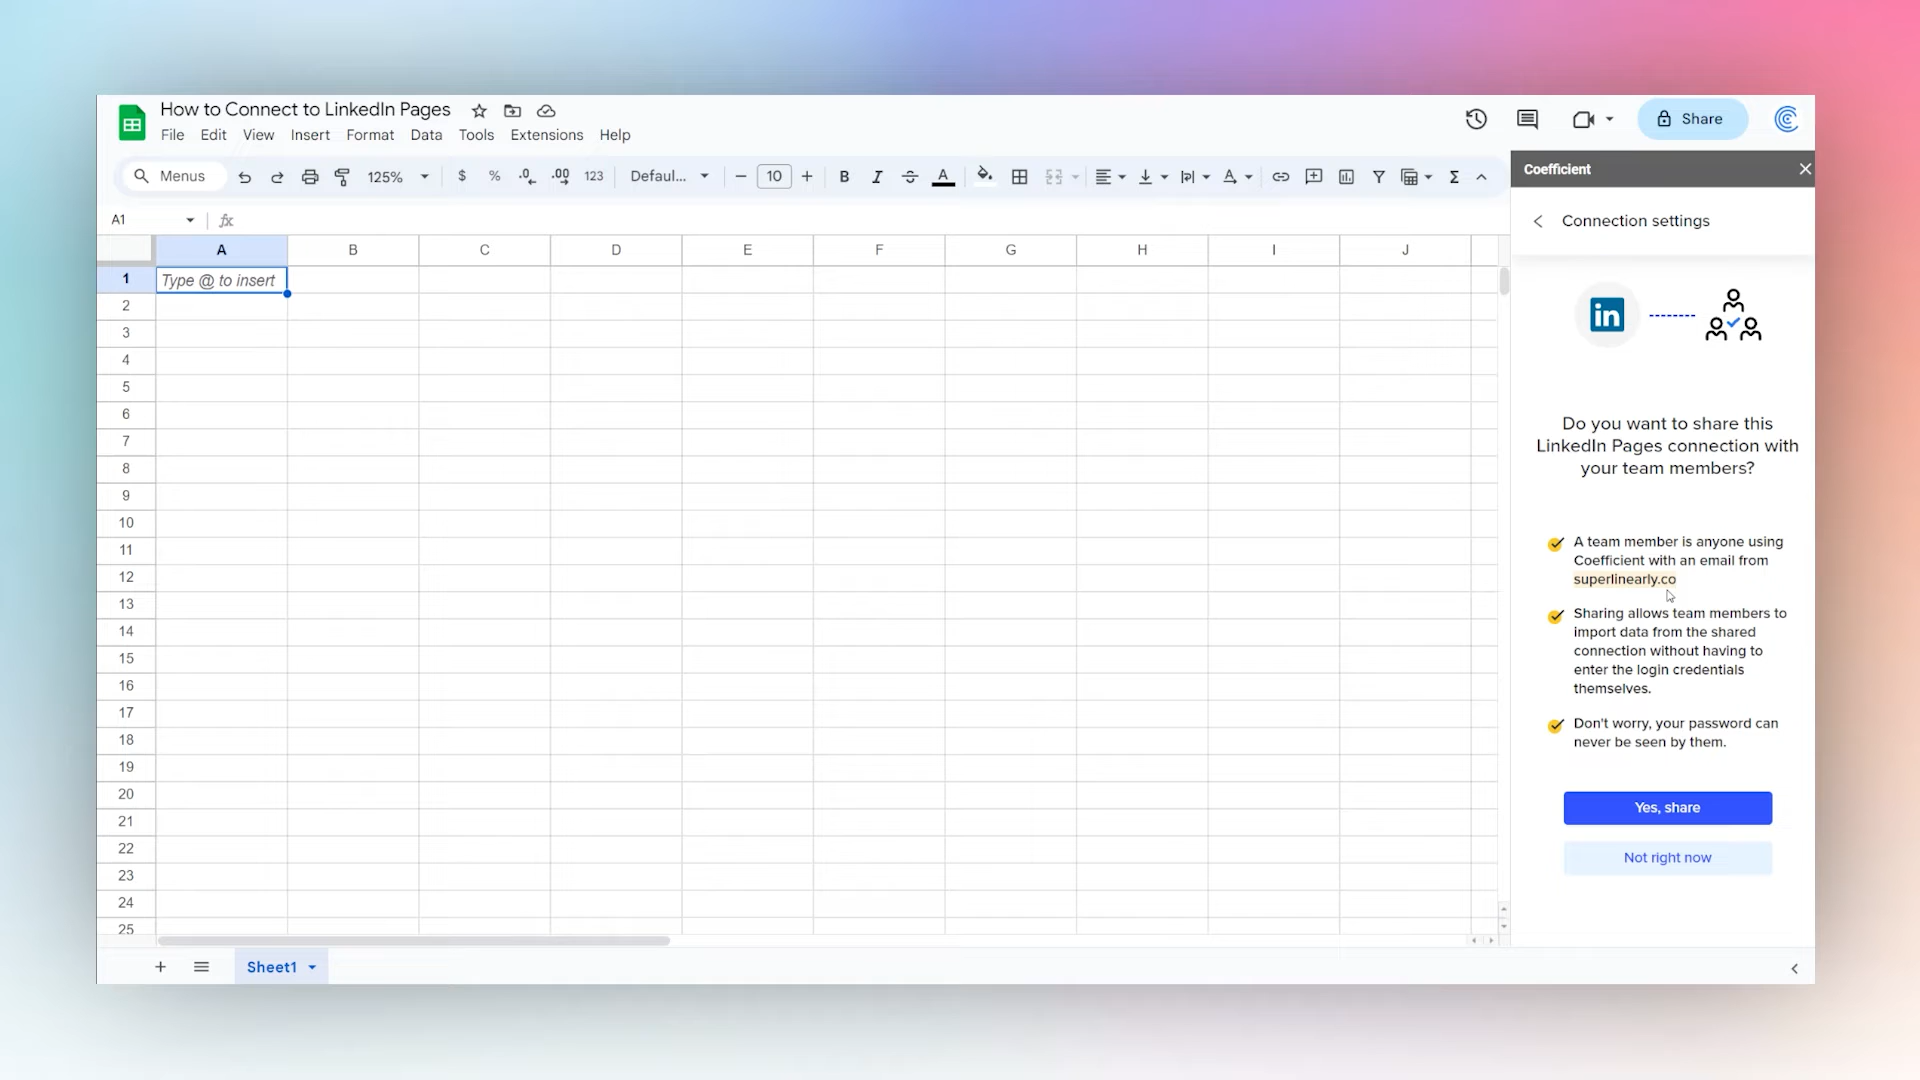 How to Connect to LinkedIn Pages
File Edit View Insert Format Data Tools Extensions Help
Share
Menus 125% $ % .0 .00 123 Defaul... 10 B I S A A Σ
A1 fx
A B C D E F G H I J
1 Type @ to insert
2
3
4
5
6
7
8
9
10
11
12
13
14
15
16
17
18
19
20
21
22
23
24
25
Sheet1
Coefficient
Connection settings
in
Do you want to share this
LinkedIn Pages connection with
your team members?
A team member is anyone using
Coefficient with an email from
superlinearly.co
Sharing allows team members to
import data from the shared
connection without having to
enter the login credentials
themselves.
Don't worry, your password can
never be seen by them.
Yes, share
Not right now